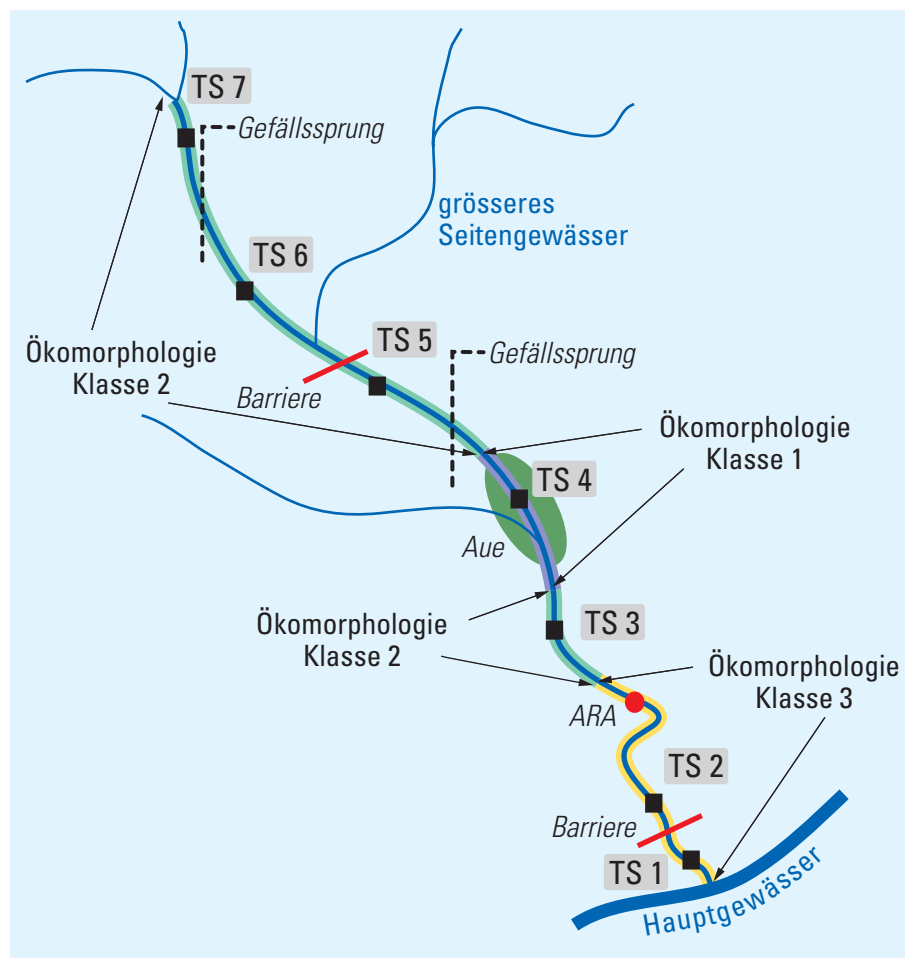 TS 7
Gefällssprung
grösseres
Seitengewässer
TS 6
Ökomorphologie
Klasse 2
TS 5
Gefällssprung
Barriere
Ökomorphologie
Klasse 1
TS 4
Aue
Ökomorphologie
Klasse 2
TS 3
Ökomorphologie
Klasse 3
ARA
TS 2
Barriere
TS 1
Hauptgewässer